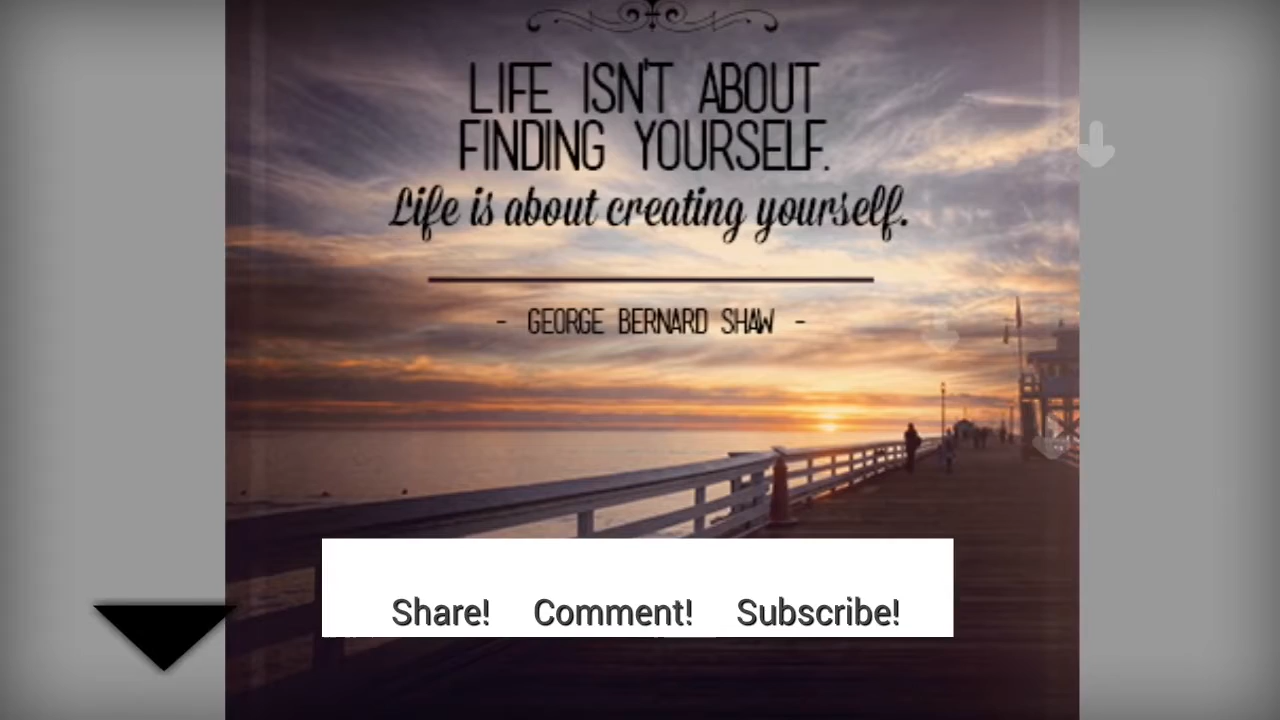 LIFE ISN'T ABOUT
FINDING YOURSELF.
Life is about creating yourself.
- GEORGE BERNARD SHAW -
Share! Comment! Subscribe!